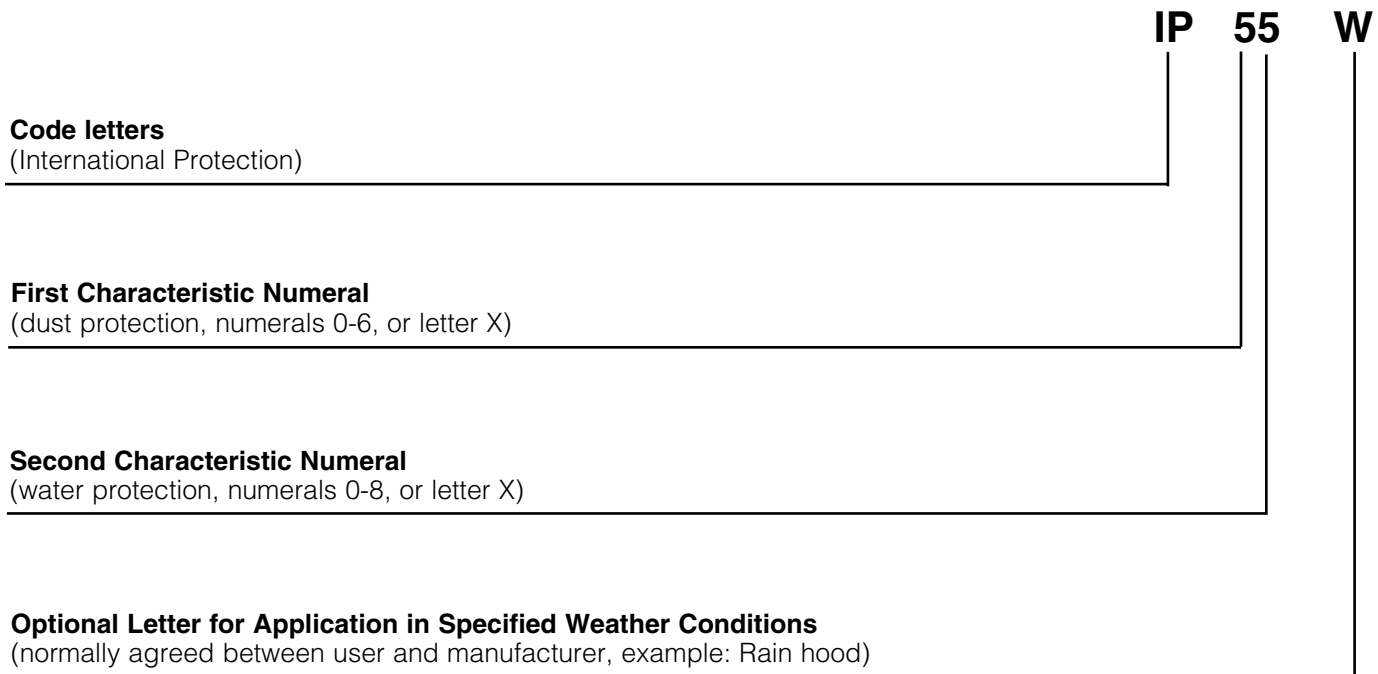 IP 55 W
Code letters
(International Protection)
First Characteristic Numeral
(dust protection, numerals 0-6, or letter X)
Second Characteristic Numeral
(water protection, numerals 0-8, or letter X)
Optional Letter for Application in Specified Weather Conditions
(normally agreed between user and manufacturer, example: Rain hood)